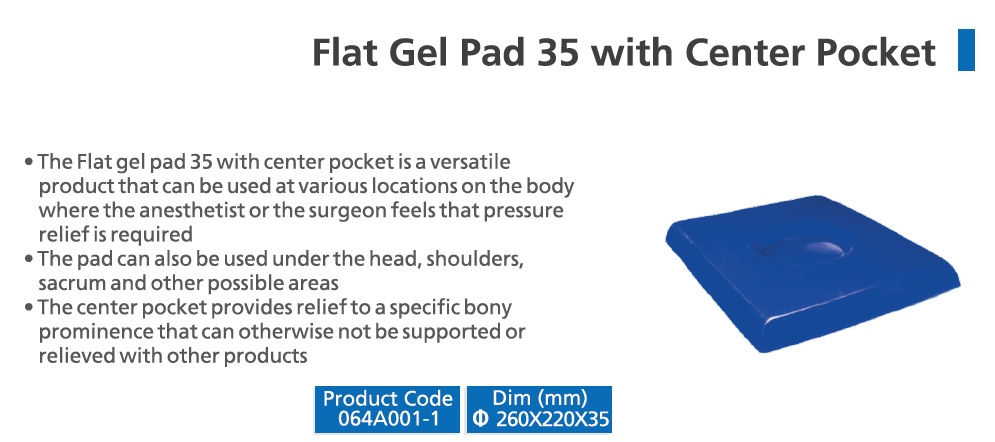 Flat Gel Pad 35 with Center Pocket
• The Flat gel pad 35 with center pocket is a versatile
product that can be used at various locations on the body
where the anesthetist or the surgeon feels that pressure
relief is required
• The pad can also be used under the head, shoulders,
sacrum and other possible areas
• The center pocket provides relief to a specific bony
prominence that can otherwise not be supported or
relieved with other products
Product Code
064A001-1
Dim (mm)
Φ 260X220X35